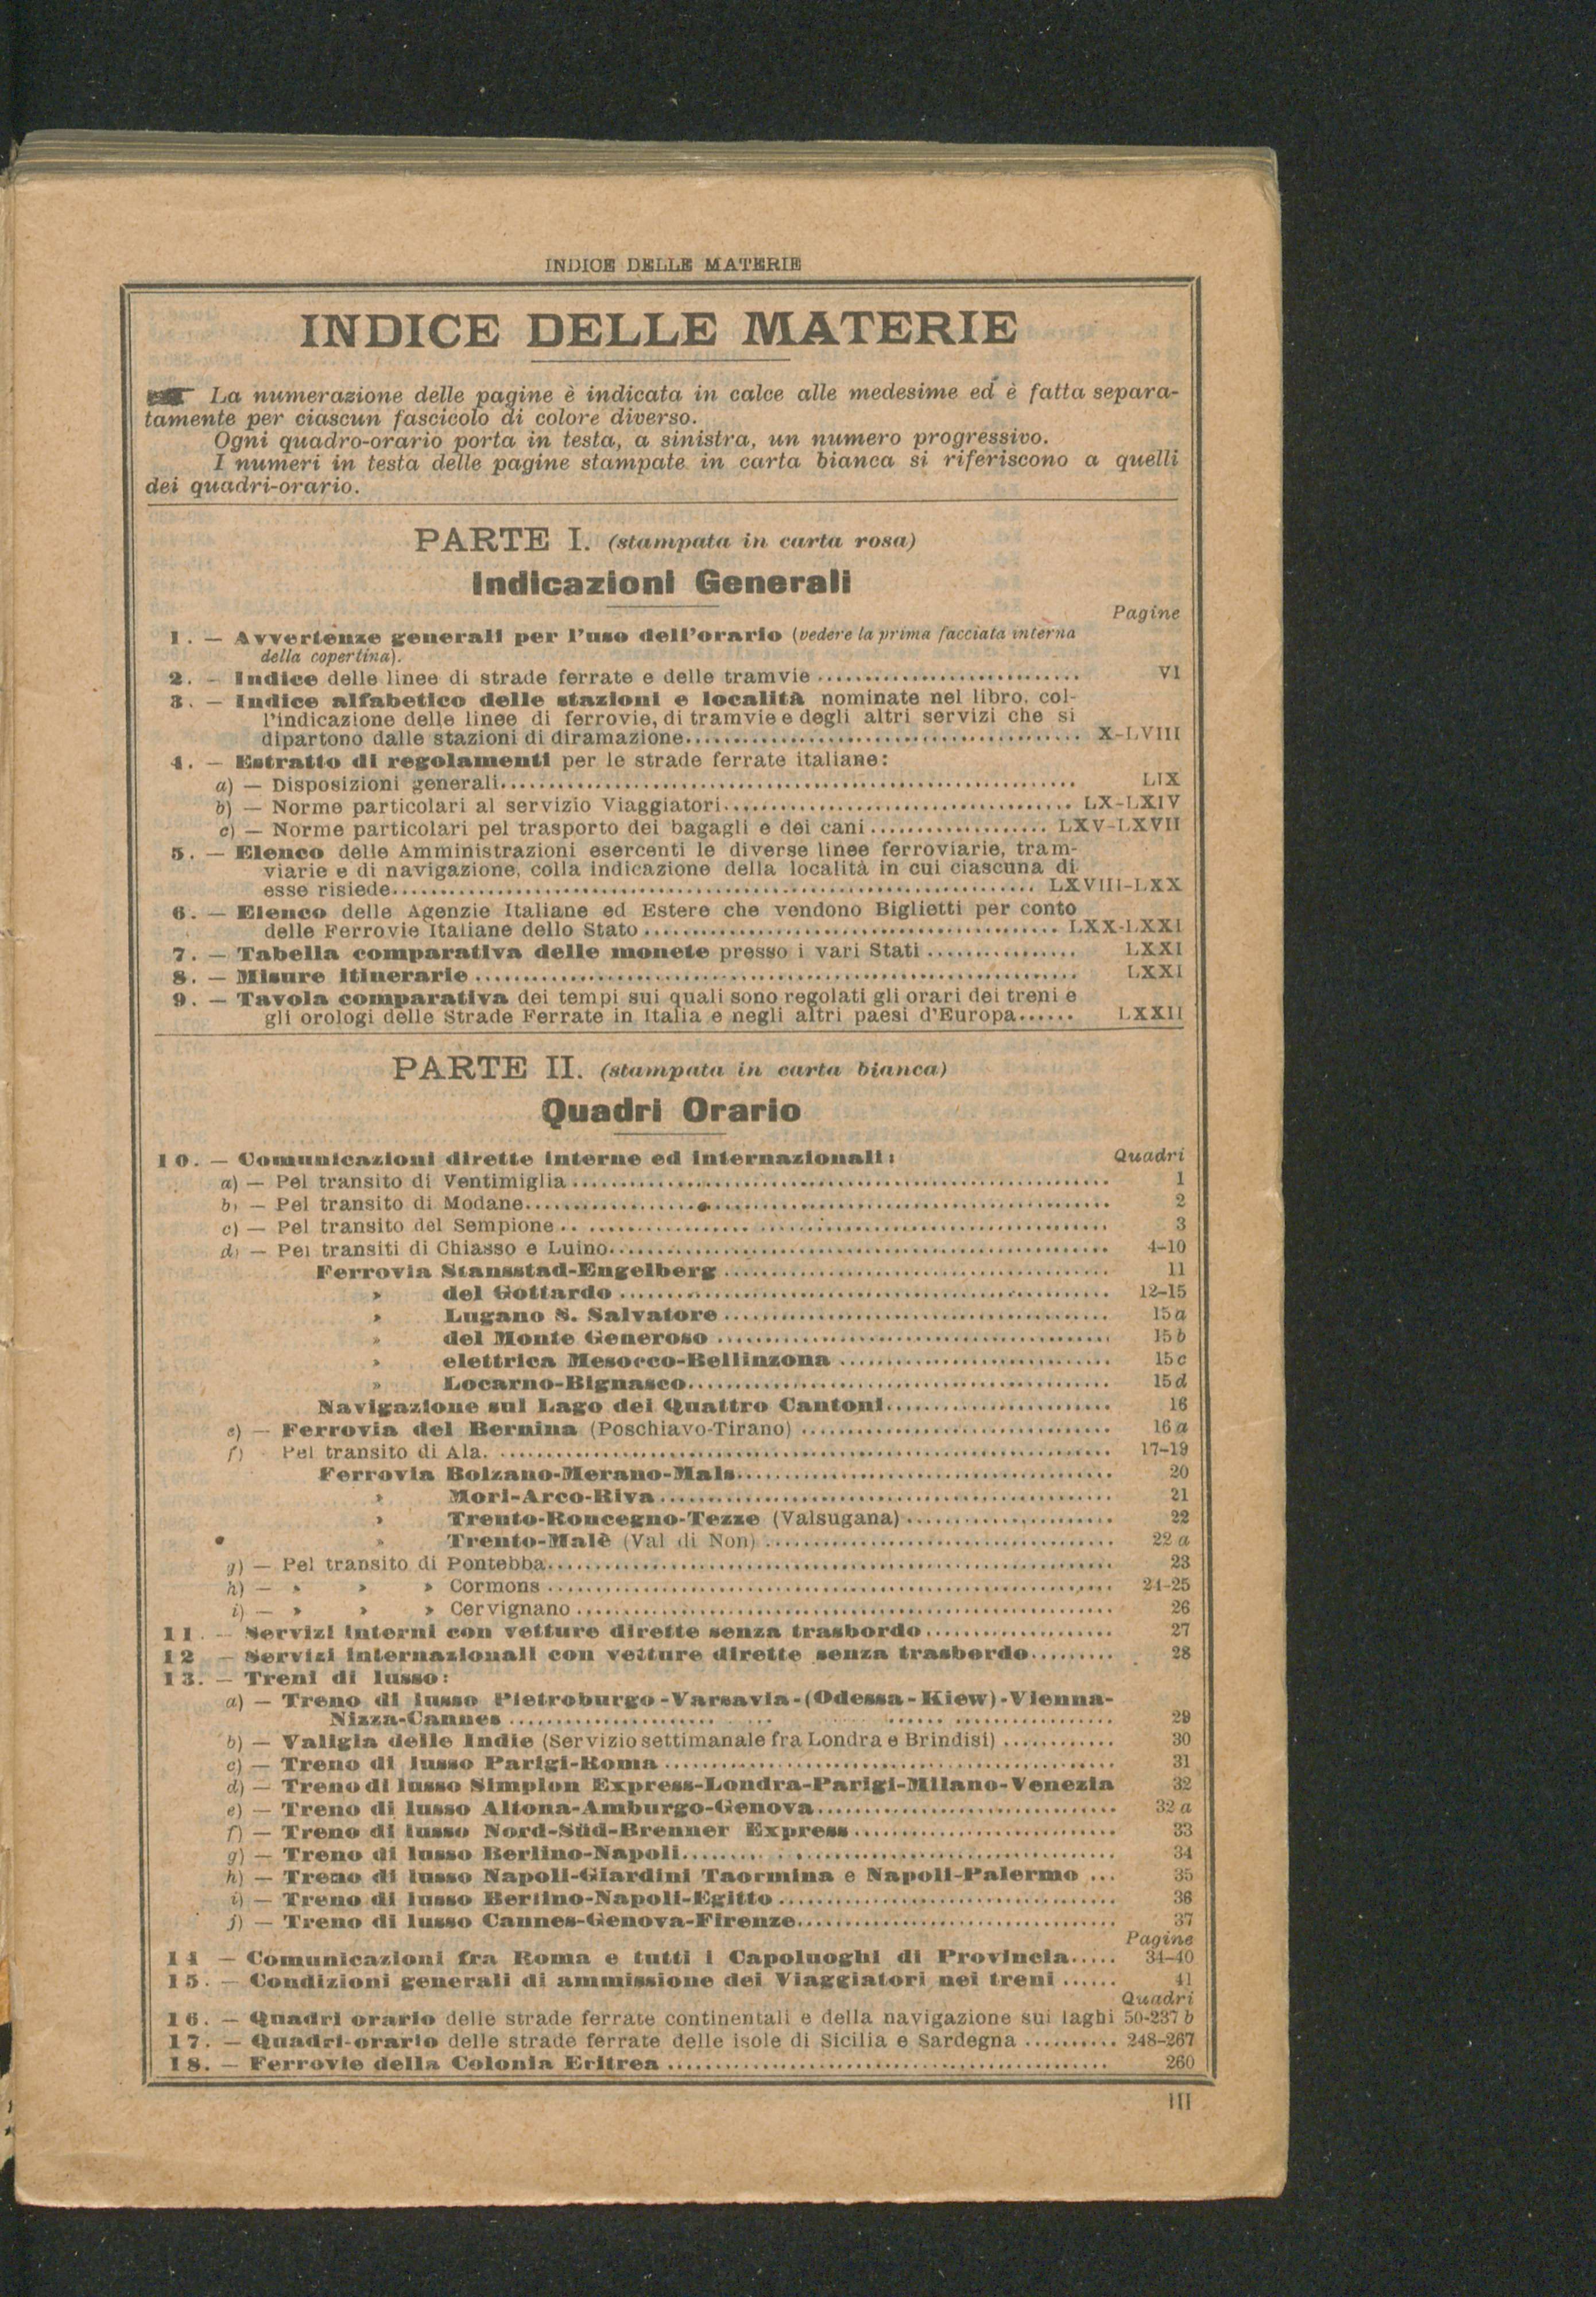 INDICE DELLE MATERIE
INDICE DELLE MATERIE
La numerazione delle pagine è indicata in calce alle medesime ed è fatta separa-
tamente per ciascun fascicolo di colore diverso.
Ogni quadro-orario porta in testa, a sinistra, un numero progressivo.
I numeri in testa delle pagine stampate in carta bianca si riferiscono a quelli
dei quadri-orario.
PARTE I. (stampata in carta rosa)
Indicazioni Generali
Pagine
1. — Avvertenze generali per l'uso dell'orario (vedere la prima facciata interna
della copertina).
2. — Indice delle linee di strade ferrate e delle tramvie ........ VI
3. — Indice alfabetico delle stazioni e località nominate nel libro, col-
l'indicazione delle linee di ferrovie, di tramvie e degli altri servizi che si
dipartono dalle stazioni di diramazione........ X-LVIII
4. — Estratto di regolamenti per le strade ferrate italiane:
a) — Disposizioni generali........ LIX
b) — Norme particolari al servizio Viaggiatori........ LX-LXIV
c) — Norme particolari pel trasporto dei bagagli e dei cani........ LXV-LXVII
5. — Elenco delle Amministrazioni esercenti le diverse linee ferroviarie, tram-
viarie e di navigazione, colla indicazione della località in cui ciascuna di
esse risiede........ LXVIII-LXX
6. — Elenco delle Agenzie Italiane ed Estere che vendono Biglietti per conto
delle Ferrovie Italiane dello Stato........ LXX-LXXI
7. — Tabella comparativa delle monete presso i vari Stati........ LXXI
8. — Misure itinerarie........ LXXI
9. — Tavola comparativa dei tempi sui quali sono regolati gli orari dei treni e
gli orologi delle Strade Ferrate in Italia e negli altri paesi d'Europa...... LXXII
PARTE II. (stampata in carta bianca)
Quadri Orario
10. — Comunicazioni dirette interne ed internazionali: Quadri
a) — Pel transito di Ventimiglia........ 1
b) — Pel transito di Modane........ 2
c) — Pel transito del Sempione........ 3
d) — Pei transiti di Chiasso e Luino........ 4-10
Ferrovia Stansstad-Engelberg........ 11
» del Gottardo........ 12-15
» Lugano S. Salvatore........ 15 a
» del Monte Generoso........ 15 b
» elettrica Mesocco-Bellinzona........ 15 c
» Locarno-Bignasco........ 15 d
Navigazione sul Lago dei Quattro Cantoni........ 16
e) — Ferrovia del Bernina (Poschiavo-Tirano)........ 16 a
f) Pel transito di Ala........ 17-19
Ferrovia Bolzano-Merano-Mals........ 20
» Mori-Arco-Riva........ 21
» Trento-Roncegno-Tezze (Valsugana)........ 22
» Trento-Malè (Val di Non)........ 22 a
g) — Pel transito di Pontebba........ 23
h) — » » » Cormons........ 24-25
i) — » » » Cervignano........ 26
11. — Servizi interni con vetture dirette senza trasbordo........ 27
12 — Servizi internazionali con vetture dirette senza trasbordo........ 28
13. — Treni di lusso:
a) — Treno di lusso Pietroburgo-Varsavia-(Odessa-Kiew)-Vienna-
Nizza-Cannes........ 29
b) — Valigia delle Indie (Servizio settimanale fra Londra e Brindisi)........ 30
c) — Treno di lusso Parigi-Roma........ 31
d) — Treno di lusso Simplon Express-Londra-Parigi-Milano-Venezia 32
e) — Treno di lusso Altona-Amburgo-Genova........ 32 a
f) — Treno di lusso Nord-Süd-Brenner Express........ 33
g) — Treno di lusso Berlino-Napoli........ 34
h) — Treno di lusso Napoli-Giardini Taormina e Napoli-Palermo ... 35
i) — Treno di lusso Berlino-Napoli-Egitto........ 36
j) — Treno di lusso Cannes-Genova-Firenze........ 37
Pagine
14 — Comunicazioni fra Roma e tutti i Capoluoghi di Provincia..... 34-40
15. — Condizioni generali di ammissione dei Viaggiatori nei treni...... 41
Quadri
16. — Quadri orario delle strade ferrate continentali e della navigazione sui laghi 50-237 b
17. — Quadri-orario delle strade ferrate delle isole di Sicilia e Sardegna.......... 248-267
18. — Ferrovie della Colonia Eritrea........ 260
III